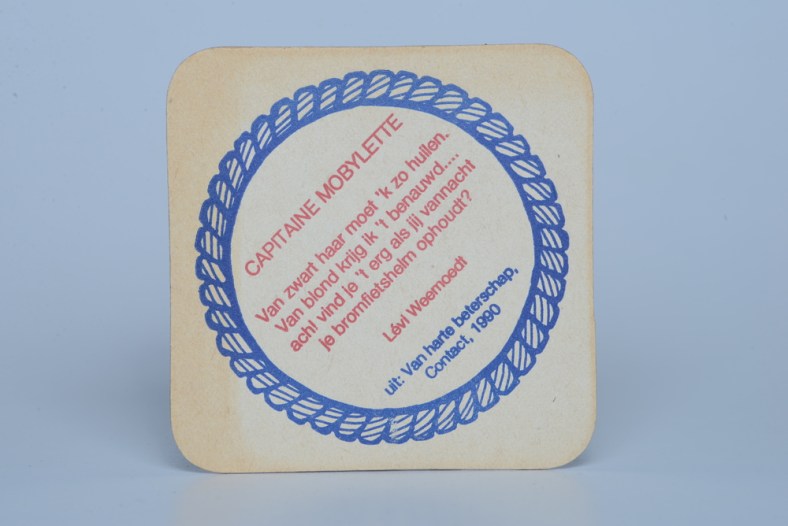 CAPITAINE MOBYLETTE
Van zwart haar moet 'k zo huilen.
Van blond krijg ik 't benauwd....
ach! vind je 't erg als jij vannacht
je bromfietshelm ophoudt?
Lévi Weemoedt
uit: Van harte beterschap,
Contact, 1990